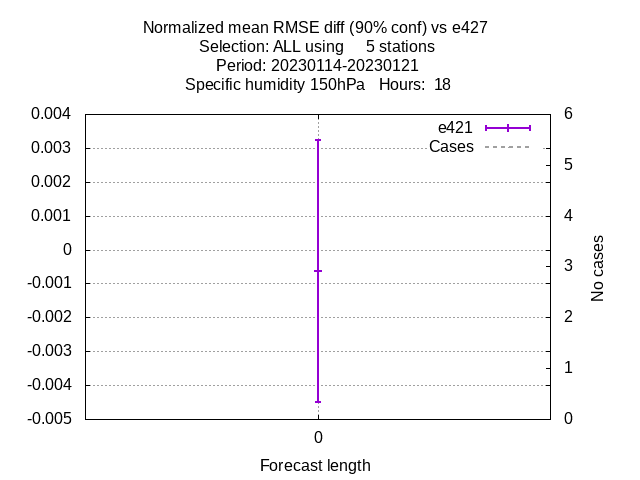 Normalized mean RMSE diff (90% conf) vs e427
Selection: ALL using     5 stations
Period: 20230114-20230121
Specific humidity 150hPa   Hours:  18
0.004
0.003
0.002
0.001
0
-0.001
-0.002
-0.003
-0.004
-0.005
e421
Cases
6
5
4
3
2
1
0
No cases
0
Forecast length